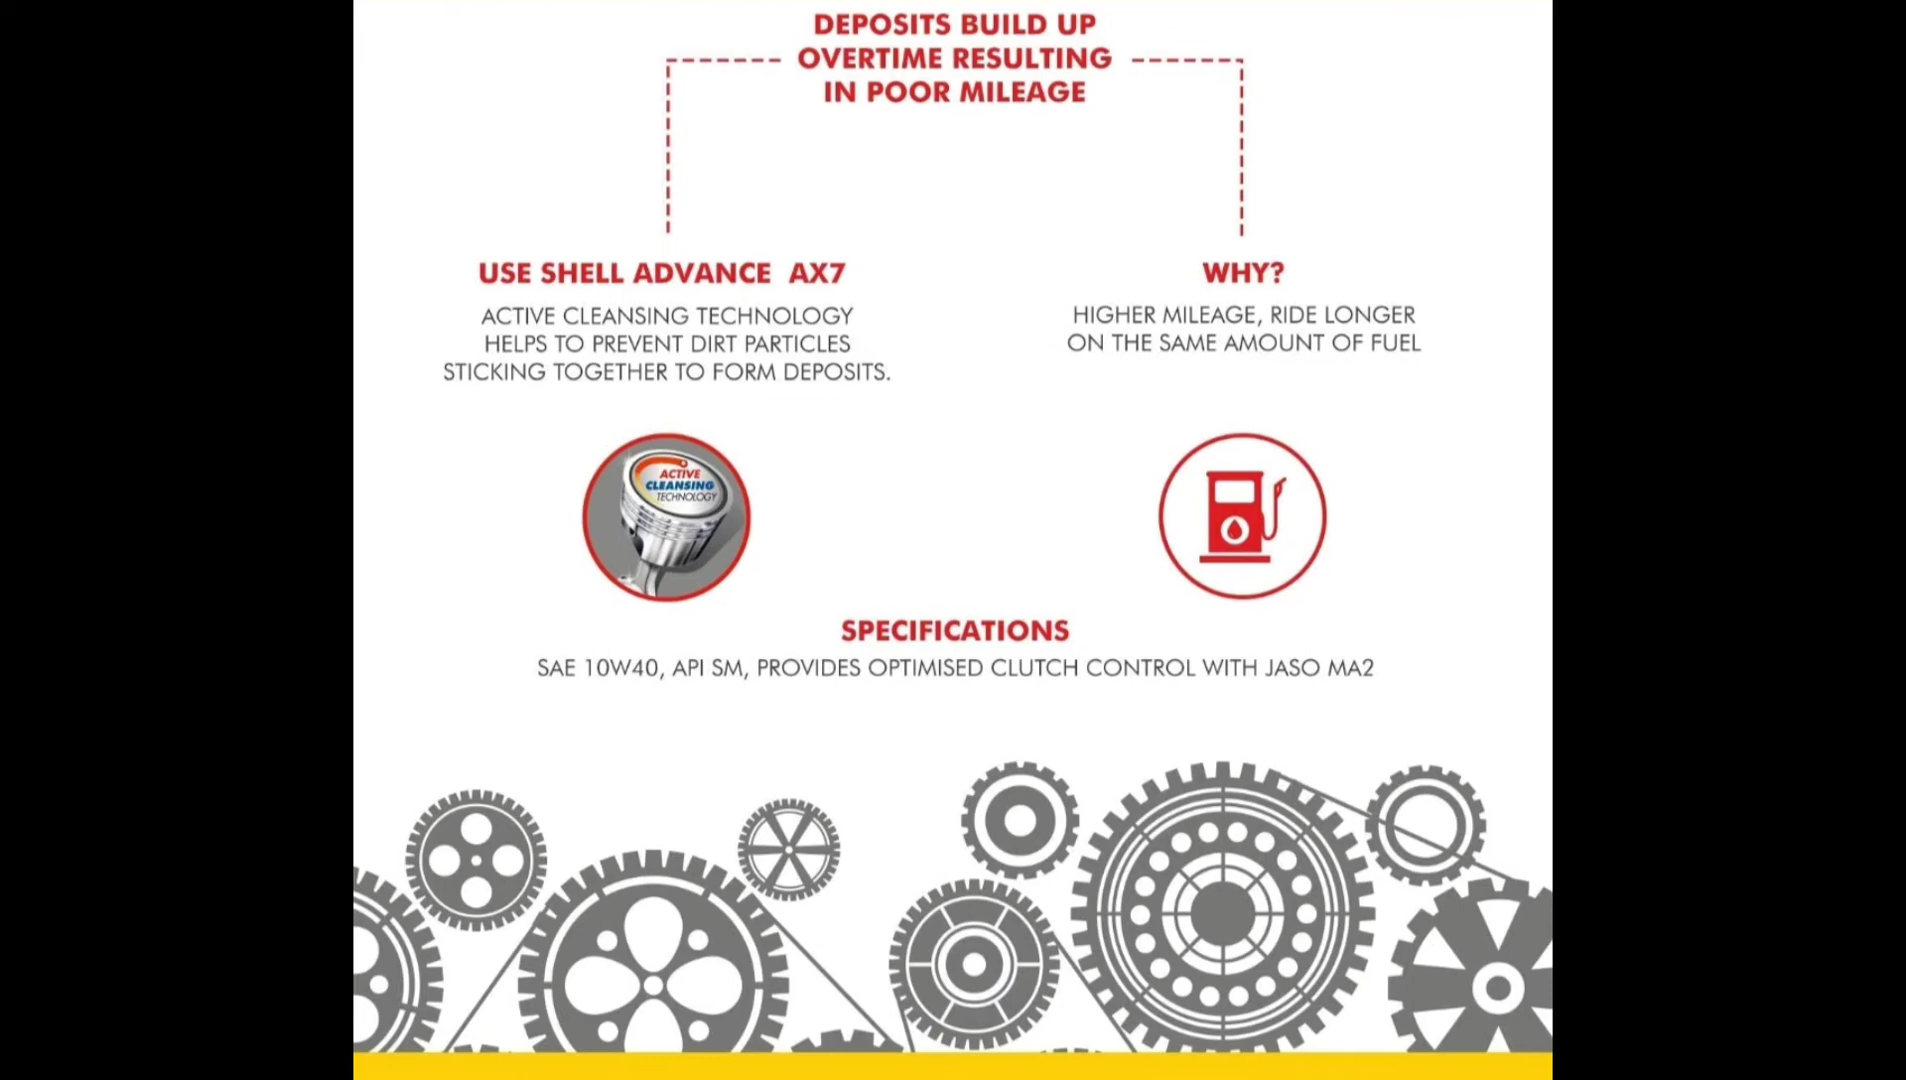 DEPOSITS BUILD UP
OVERTIME RESULTING
IN POOR MILEAGE
USE SHELL ADVANCE AX7
ACTIVE CLEANSING TECHNOLOGY
HELPS TO PREVENT DIRT PARTICLES
STICKING TOGETHER TO FORM DEPOSITS.
WHY?
HIGHER MILEAGE, RIDE LONGER
ON THE SAME AMOUNT OF FUEL
ACTIVE
CLEANSING
TECHNOLOGY
SPECIFICATIONS
SAE 10W40, API SM, PROVIDES OPTIMISED CLUTCH CONTROL WITH JASO MA2